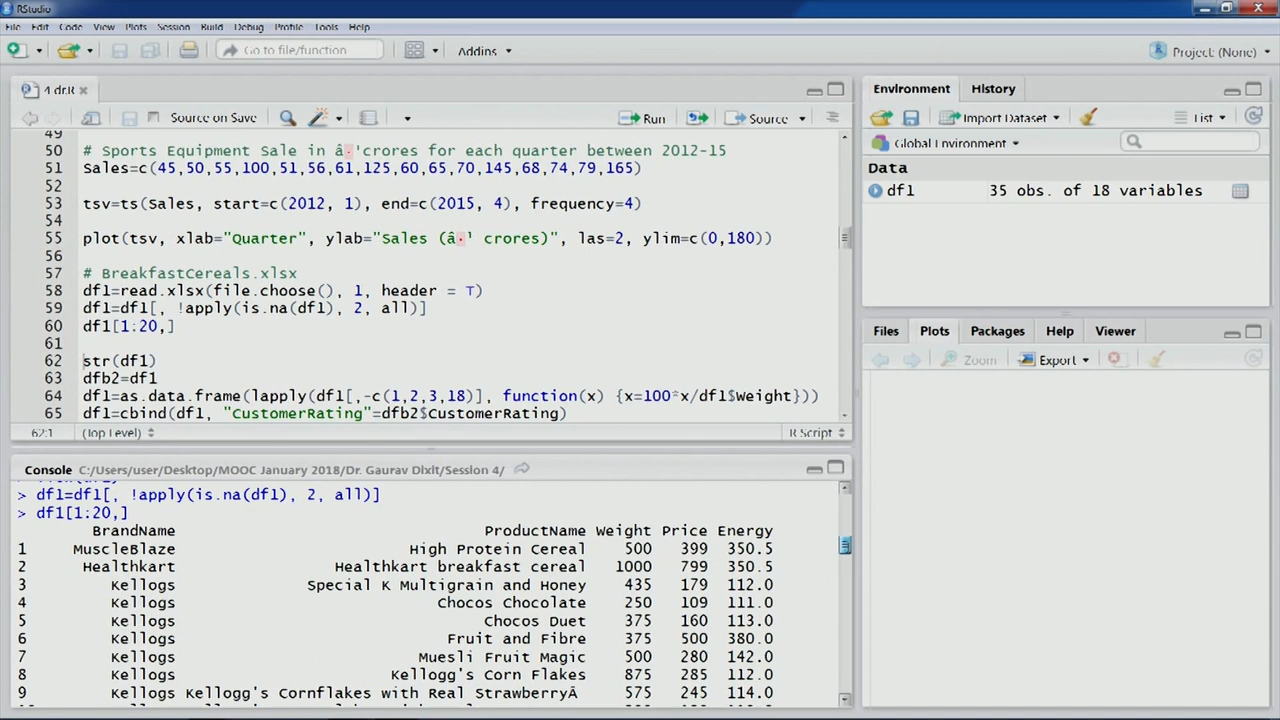 RStudio
File Edit Code View Plots Session Build Debug Profile Tools Help
Go to file/function Addins Project: (None)
4 dr.R
Source on Save Run Source
49
50 # Sports Equipment Sale in â·'crores for each quarter between 2012-15
51 Sales=c(45,50,55,100,51,56,61,125,60,65,70,145,68,74,79,165)
52
53 tsv=ts(Sales, start=c(2012, 1), end=c(2015, 4), frequency=4)
54
55 plot(tsv, xlab="Quarter", ylab="Sales (â·¹ crores)", las=2, ylim=c(0,180))
56
57 # BreakfastCereals.xlsx
58 df1=read.xlsx(file.choose(), 1, header = T)
59 df1=df1[, !apply(is.na(df1), 2, all)]
60 df1[1:20,]
61
62 str(df1)
63 dfb2=df1
64 df1=as.data.frame(lapply(df1[,-c(1,2,3,18)], function(x) {x=100*x/df1$Weight}))
65 df1=cbind(df1, "CustomerRating"=dfb2$CustomerRating)
62:1 (Top Level) R Script
Console C:/Users/user/Desktop/MOOC January 2018/Dr. Gaurav Dixit/Session 4/
> df1=df1[, !apply(is.na(df1), 2, all)]
> df1[1:20,]
BrandName ProductName Weight Price Energy
1 MuscleBlaze High Protein Cereal 500 399 350.5
2 Healthkart Healthkart breakfast cereal 1000 799 350.5
3 Kellogs Special K Multigrain and Honey 435 179 112.0
4 Kellogs Chocos Chocolate 250 109 111.0
5 Kellogs Chocos Duet 375 160 113.0
6 Kellogs Fruit and Fibre 375 500 380.0
7 Kellogs Muesli Fruit Magic 500 280 142.0
8 Kellogs Kellogg's Corn Flakes 875 285 112.0
9 Kellogs Kellogg's Cornflakes with Real StrawberryÂ 575 245 114.0
Environment History
Import Dataset List
Global Environment
Data
df1 35 obs. of 18 variables
Files Plots Packages Help Viewer
Zoom Export